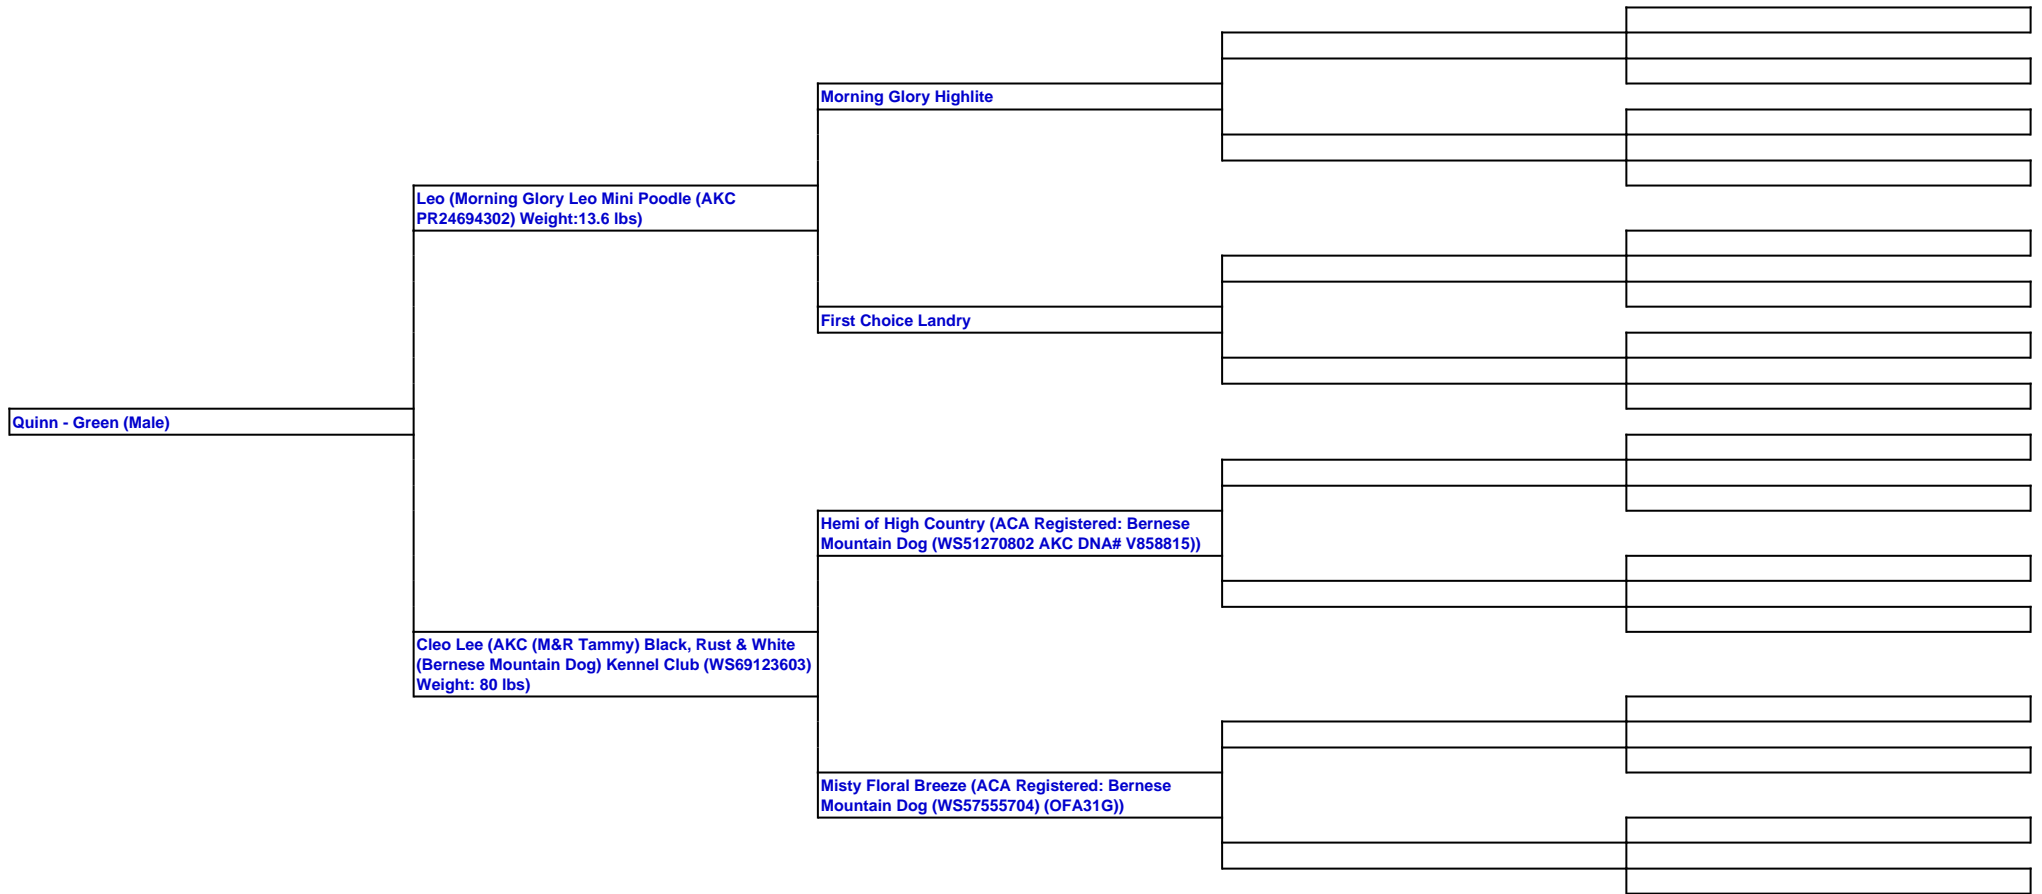 Morning Glory Highlite
Leo (Morning Glory Leo Mini Poodle (AKC
PR24694302) Weight:13.6 lbs)
First Choice Landry
Quinn - Green (Male)
Hemi of High Country (ACA Registered: Bernese
Mountain Dog (WS51270802 AKC DNA# V858815))
Cleo Lee (AKC (M&R Tammy) Black, Rust & White
(Bernese Mountain Dog) Kennel Club (WS69123603)
Weight: 80 lbs)
Misty Floral Breeze (ACA Registered: Bernese
Mountain Dog (WS57555704) (OFA31G))